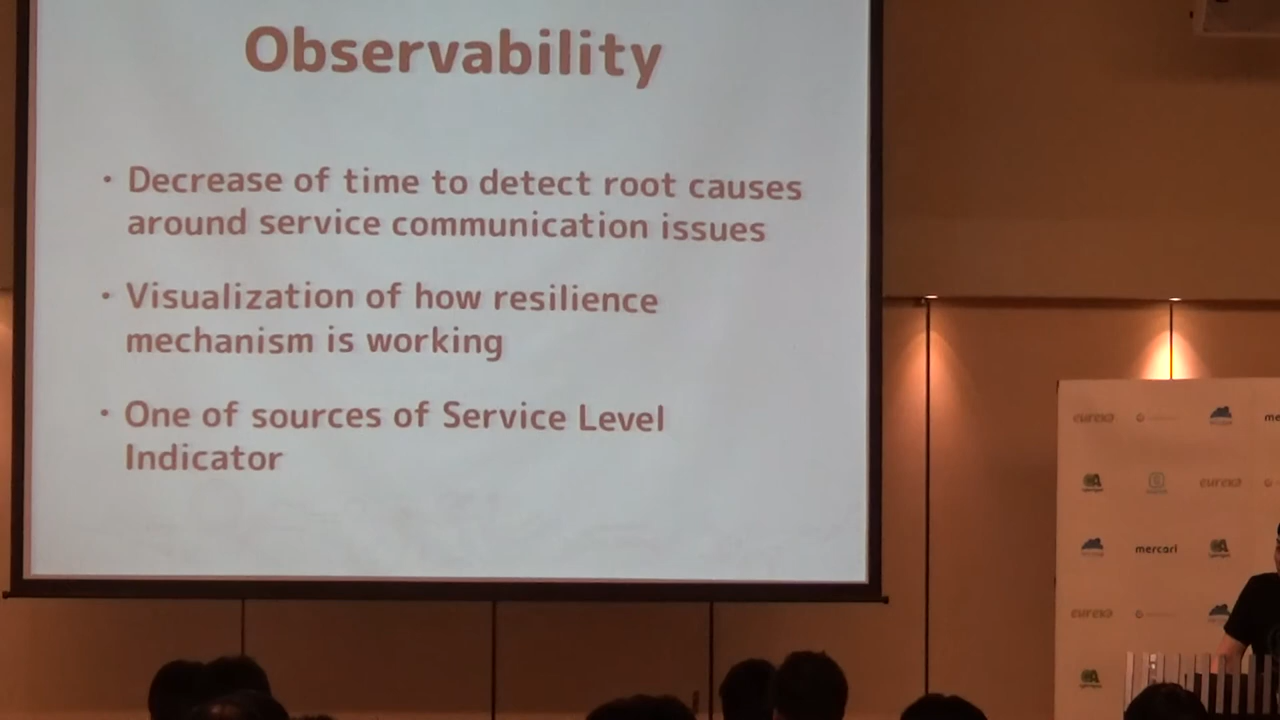 Observability
・Decrease of time to detect root causes
around service communication issues
・Visualization of how resilience
mechanism is working
・One of sources of Service Level
Indicator
eureka
me
eureka
mercari
eureka